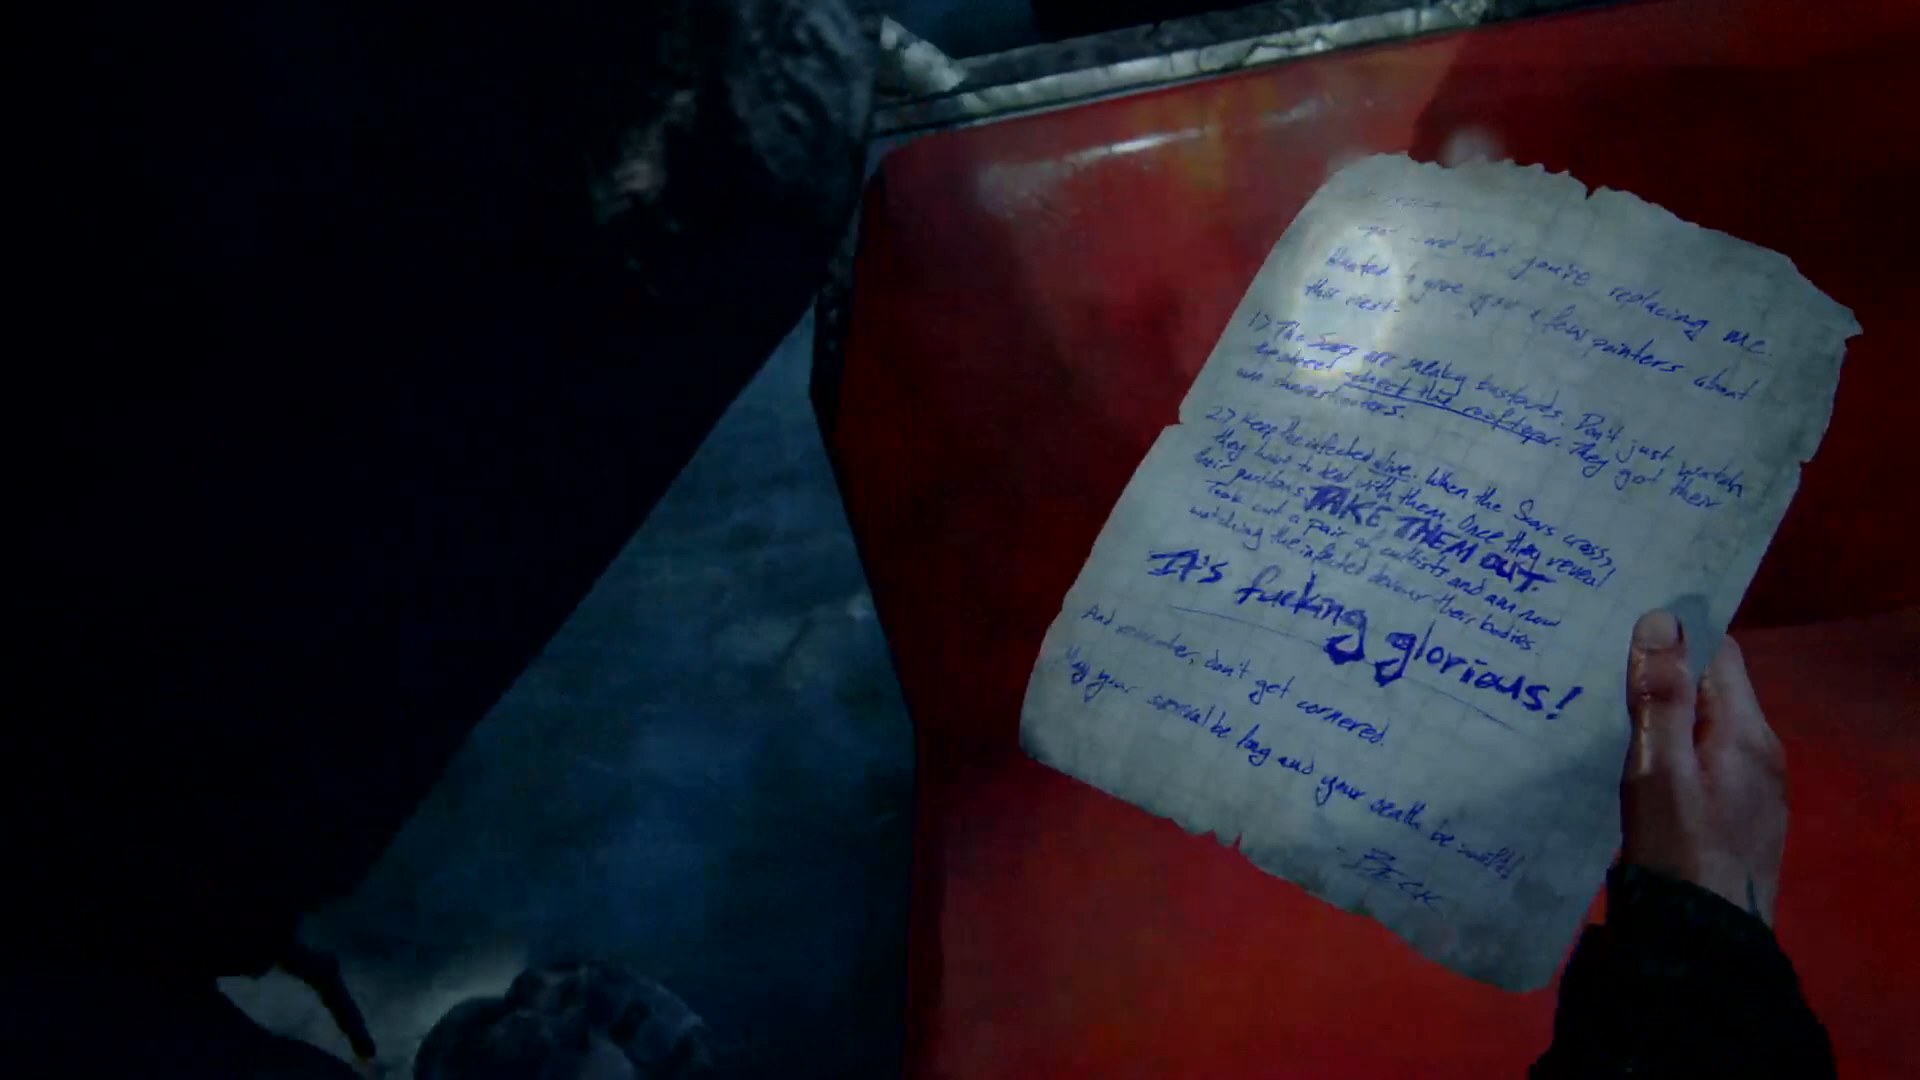 that you're replacing me.
Wanted to give you a few pointers about
this nest-
1) The Scars are sneaky bastards. Don't just watch
the street check the rooftops. They got their
own sharpshooters.
2) Keep the infected alive. When the Scars cross,
they have to deal with them. Once they reveal
their positions TAKE THEM OUT.
Took out a pair of cultists and am now
watching the infected devour their bodies.
It's fucking glorious!
And remember, don't get cornered.
May your survival be long and your death be swift!
- BECK